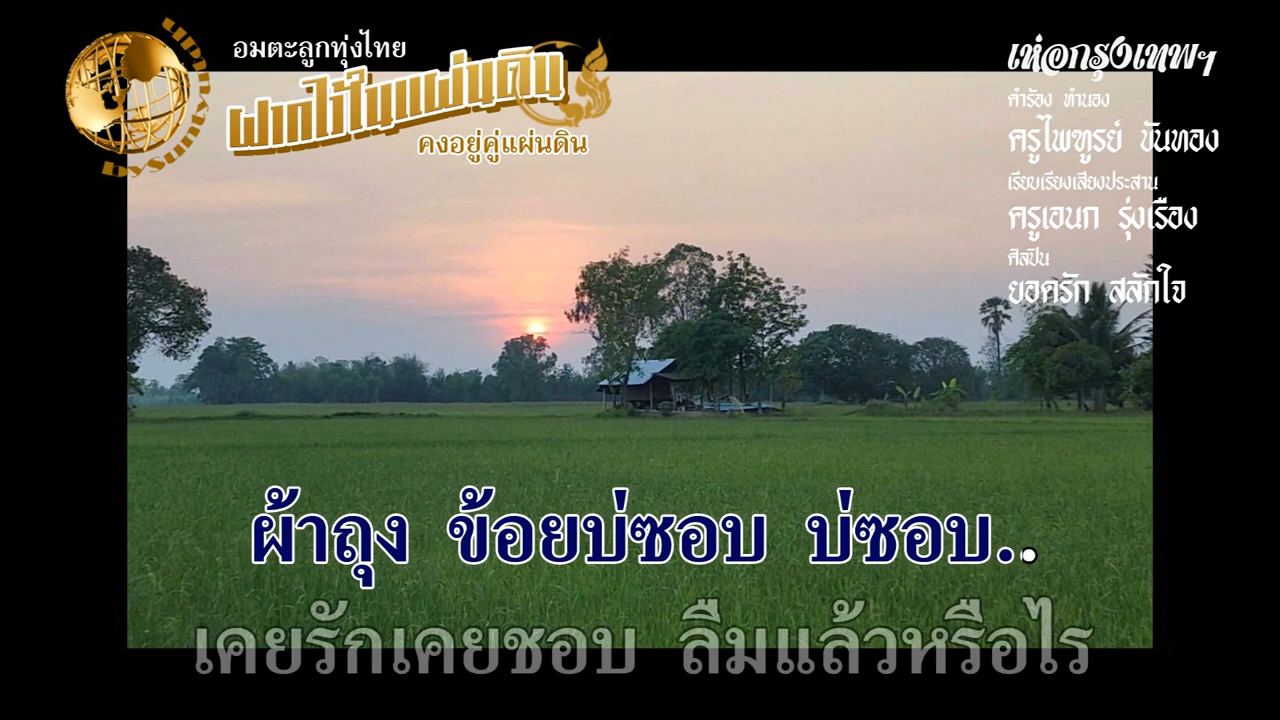 อมตะลูกทุ่งไทย
ฝากไว้ในแผ่นดิน
คงอยู่คู่แผ่นดิน
เห่อกรุงเทพฯ
คำร้อง ทำนอง
ครูไพฑูรย์ ขันทอง
เรียบเรียงเสียงประสาน
ครูเอนก รุ่งเรือง
ศิลปิน
ยอดรัก สลักใจ
ผ้าถุง ข้อยบ่ซอบ บ่ซอบ..
เคยรักเคยชอบ ลืมแล้วหรือไร